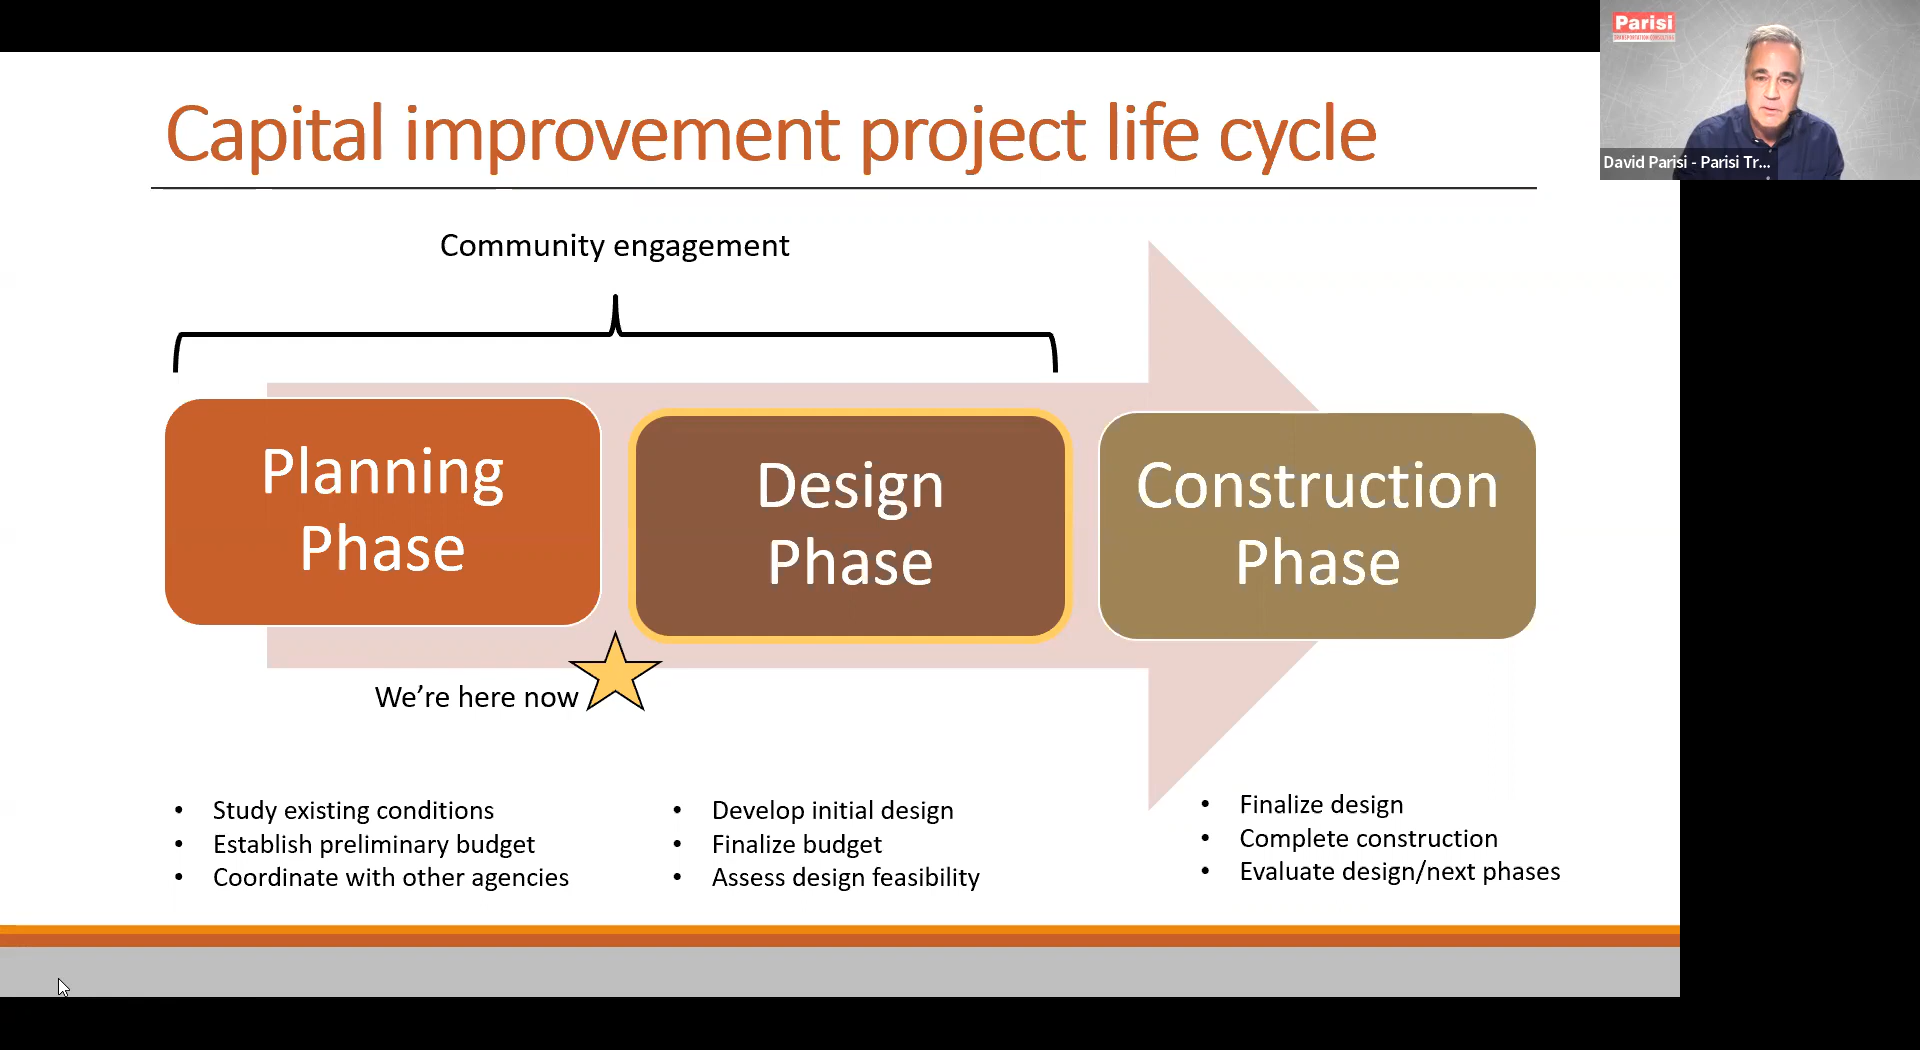 Capital improvement project life cycle
Parisi
TRANSPORTATION CONSULTING
David Parisi - Parisi Tr...
Community engagement
Planning
Phase
Design
Phase
Construction
Phase
We’re here now
• Study existing conditions
• Establish preliminary budget
• Coordinate with other agencies
• Develop initial design
• Finalize budget
• Assess design feasibility
• Finalize design
• Complete construction
• Evaluate design/next phases